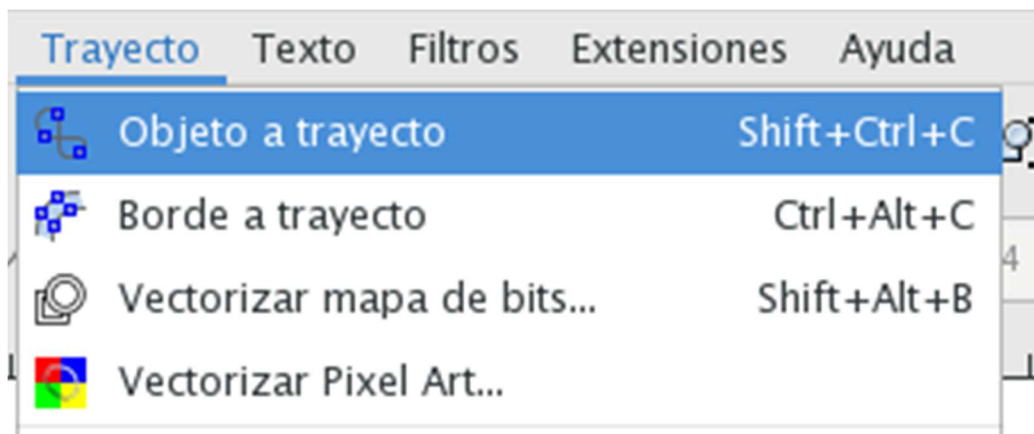 Trayecto Texto Filtros Extensiones Ayuda
Objeto a trayecto Shift+Ctrl+C
Borde a trayecto Ctrl+Alt+C
4
Vectorizar mapa de bits... Shift+Alt+B
Vectorizar Pixel Art...